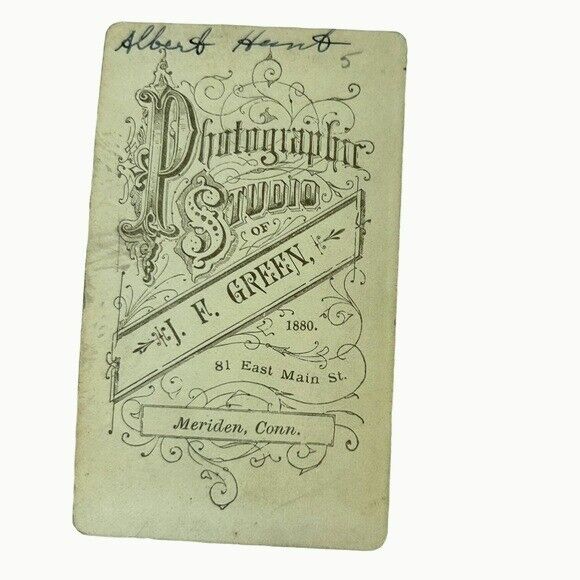 Albert Hunt
5
Photographic
STUDIO
OF
J. F. GREEN,
1880.
81 East Main St.
Meriden, Conn.